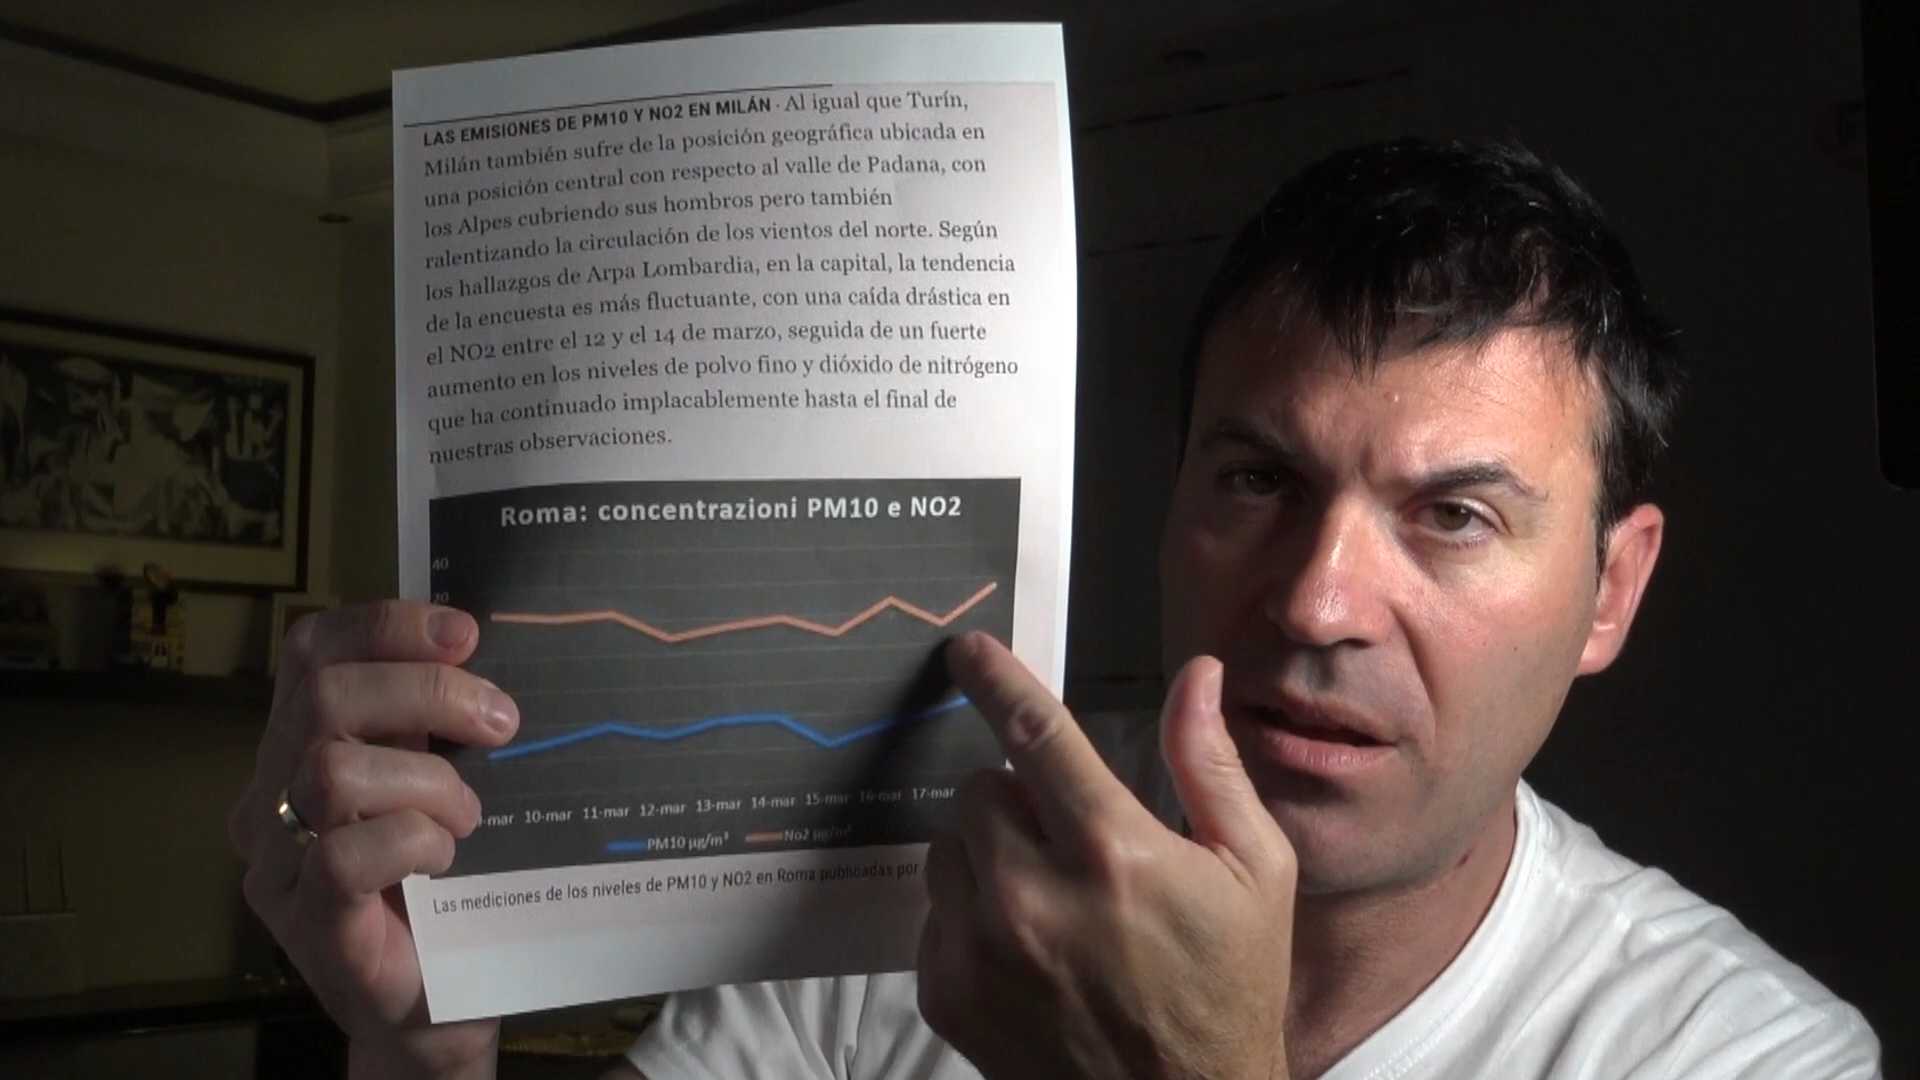 LAS EMISIONES DE PM10 Y NO2 EN MILÁN · Al igual que Turín,
Milán también sufre de la posición geográfica ubicada en
una posición central con respecto al valle de Padana, con
los Alpes cubriendo sus hombros pero también
ralentizando la circulación de los vientos del norte. Según
los hallazgos de Arpa Lombardia, en la capital, la tendencia
de la encuesta es más fluctuante, con una caída drástica en
el NO2 entre el 12 y el 14 de marzo, seguida de un fuerte
aumento en los niveles de polvo fino y dióxido de nitrógeno
que ha continuado implacablemente hasta el final de
nuestras observaciones.
Roma: concentrazioni PM10 e NO2
40
20
-mar 10-mar 11-mar 12-mar 13-mar 14-mar 15-mar 16-mar 17-mar
PM10 µg/m³ No2 µg/m³
Las mediciones de los niveles de PM10 y NO2 en Roma publicadas por